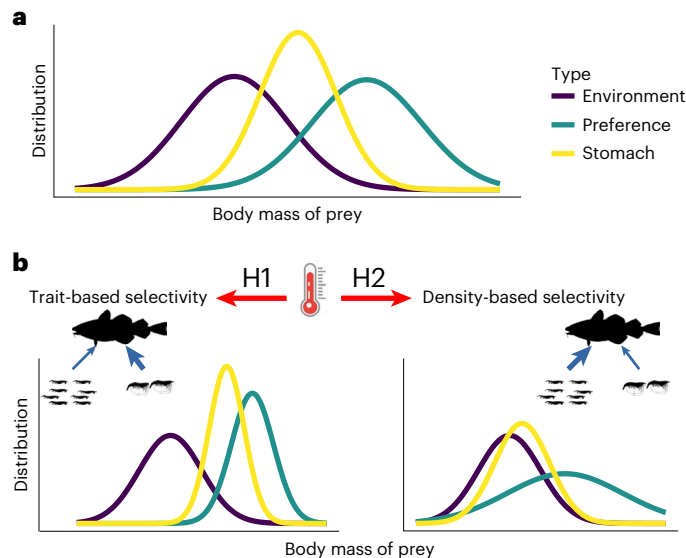 a
Distribution
Body mass of prey
Type
Environment
Preference
Stomach
b
H1
H2
Trait-based selectivity
Density-based selectivity
Distribution
Body mass of prey